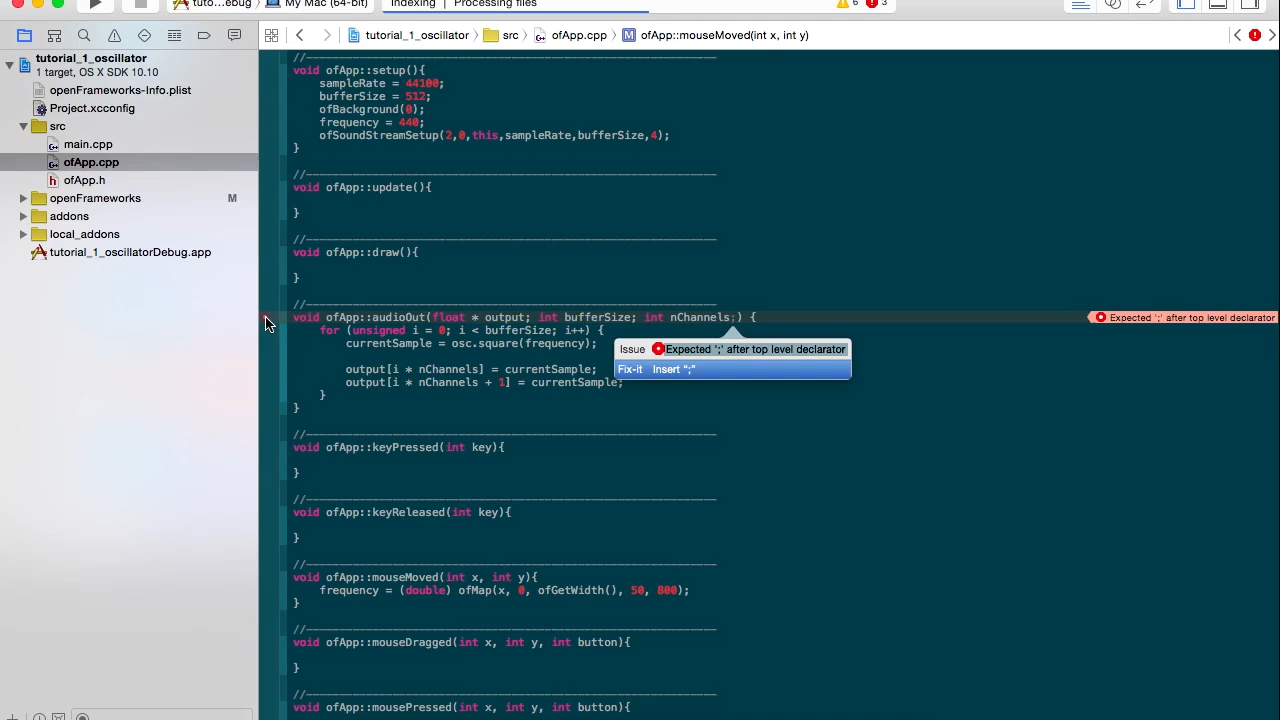 tuto...ebug
My Mac (64-bit)
Indexing | Processing files
6
3
tutorial_1_oscillator
src
ofApp.cpp
M ofApp::mouseMoved(int x, int y)
tutorial_1_oscillator
1 target, OS X SDK 10.10
openFrameworks-Info.plist
Project.xcconfig
src
main.cpp
ofApp.cpp
h ofApp.h
openFrameworks M
addons
local_addons
tutorial_1_oscillatorDebug.app
//--------------------------------------------------------------
void ofApp::setup(){
sampleRate = 44100;
bufferSize = 512;
ofBackground(0);
frequency = 440;
ofSoundStreamSetup(2,0,this,sampleRate,bufferSize,4);
}
//--------------------------------------------------------------
void ofApp::update(){
}
//--------------------------------------------------------------
void ofApp::draw(){
}
//--------------------------------------------------------------
void ofApp::audioOut(float * output; int bufferSize; int nChannels;) {
Expected ';' after top level declarator
for (unsigned i = 0; i < bufferSize; i++) {
currentSample = osc.square(frequency);
Issue Expected ';' after top level declarator
Fix-it Insert ";"
output[i * nChannels] = currentSample;
output[i * nChannels + 1] = currentSample;
}
}
//--------------------------------------------------------------
void ofApp::keyPressed(int key){
}
//--------------------------------------------------------------
void ofApp::keyReleased(int key){
}
//--------------------------------------------------------------
void ofApp::mouseMoved(int x, int y){
frequency = (double) ofMap(x, 0, ofGetWidth(), 50, 800);
}
//--------------------------------------------------------------
void ofApp::mouseDragged(int x, int y, int button){
}
//--------------------------------------------------------------
void ofApp::mousePressed(int x, int y, int button){